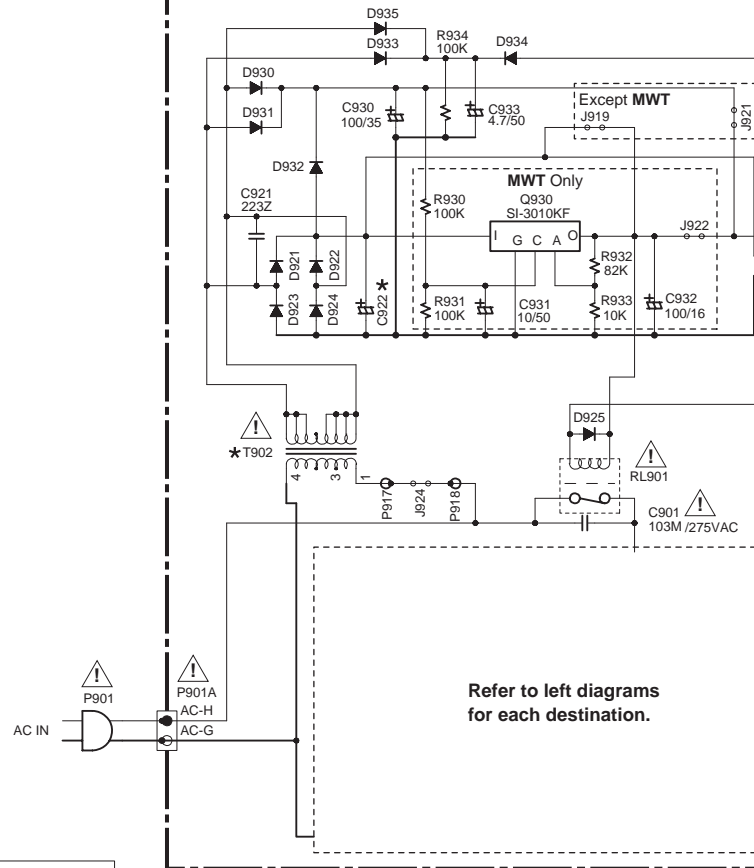 D935
R934
100K
D933
D934
D930
D931
C930
100/35
C933
4.7/50
Except MWT
J919
J921
D932
MWT Only
C921
223Z
R930
100K
Q930
SI-3010KF
I G C A O
J922
D921
D922
R932
82K
D923
D924
*
C922
R931
100K
C931
10/50
R933
10K
C932
100/16
!
*T902
4
3
1
P917
J924
P918
D925
!
RL901
C901
103M /275VAC
!
!
P901
!
P901A
AC-H
AC IN
AC-G
Refer to left diagrams
for each destination.